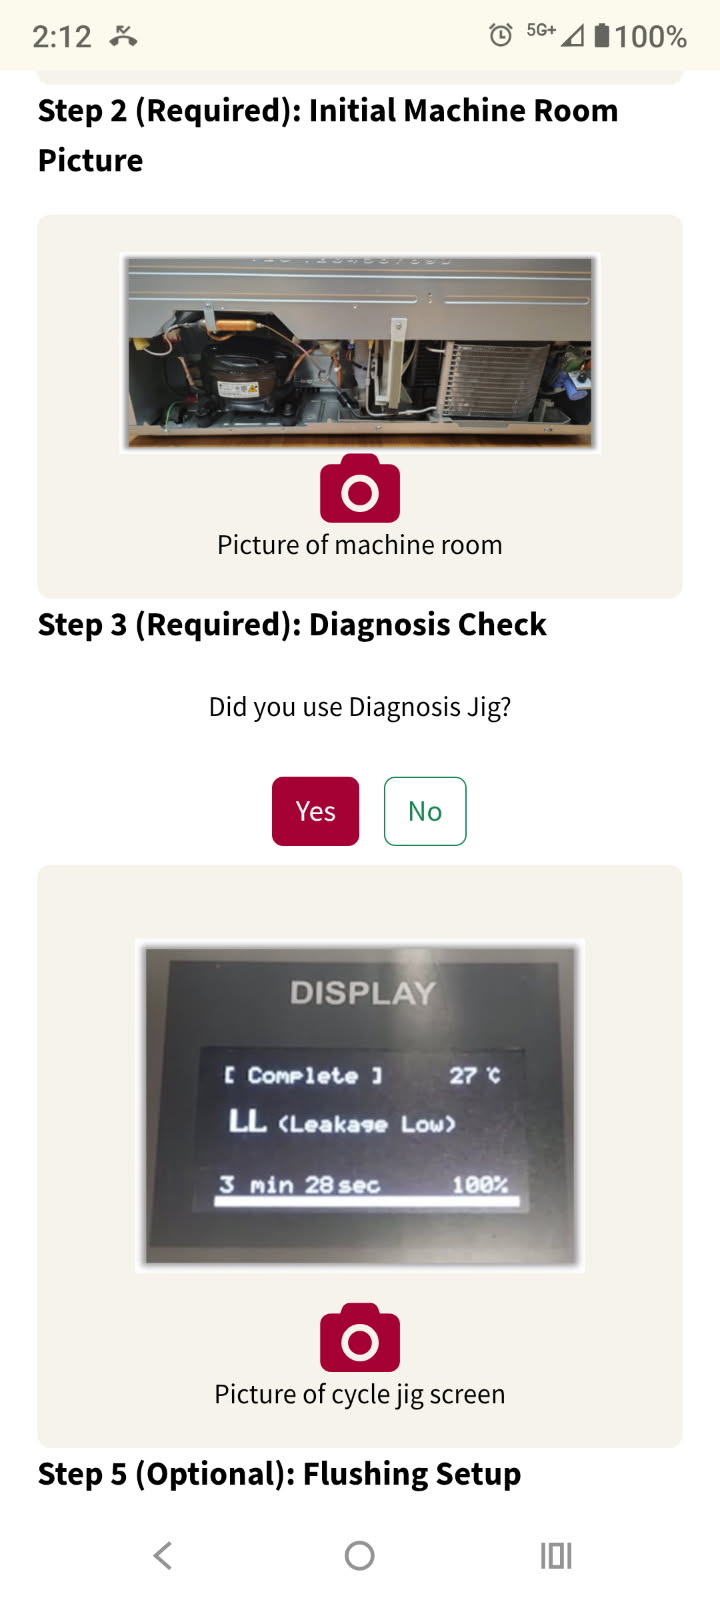 2:12 5G+ 100%
Step 2 (Required): Initial Machine Room
Picture
Picture of machine room
Step 3 (Required): Diagnosis Check
Did you use Diagnosis Jig?
Yes No
DISPLAY
[ Complete ] 27 ℃
LL (Leakage Low)
3 min 28 sec 100%
Picture of cycle jig screen
Step 5 (Optional): Flushing Setup